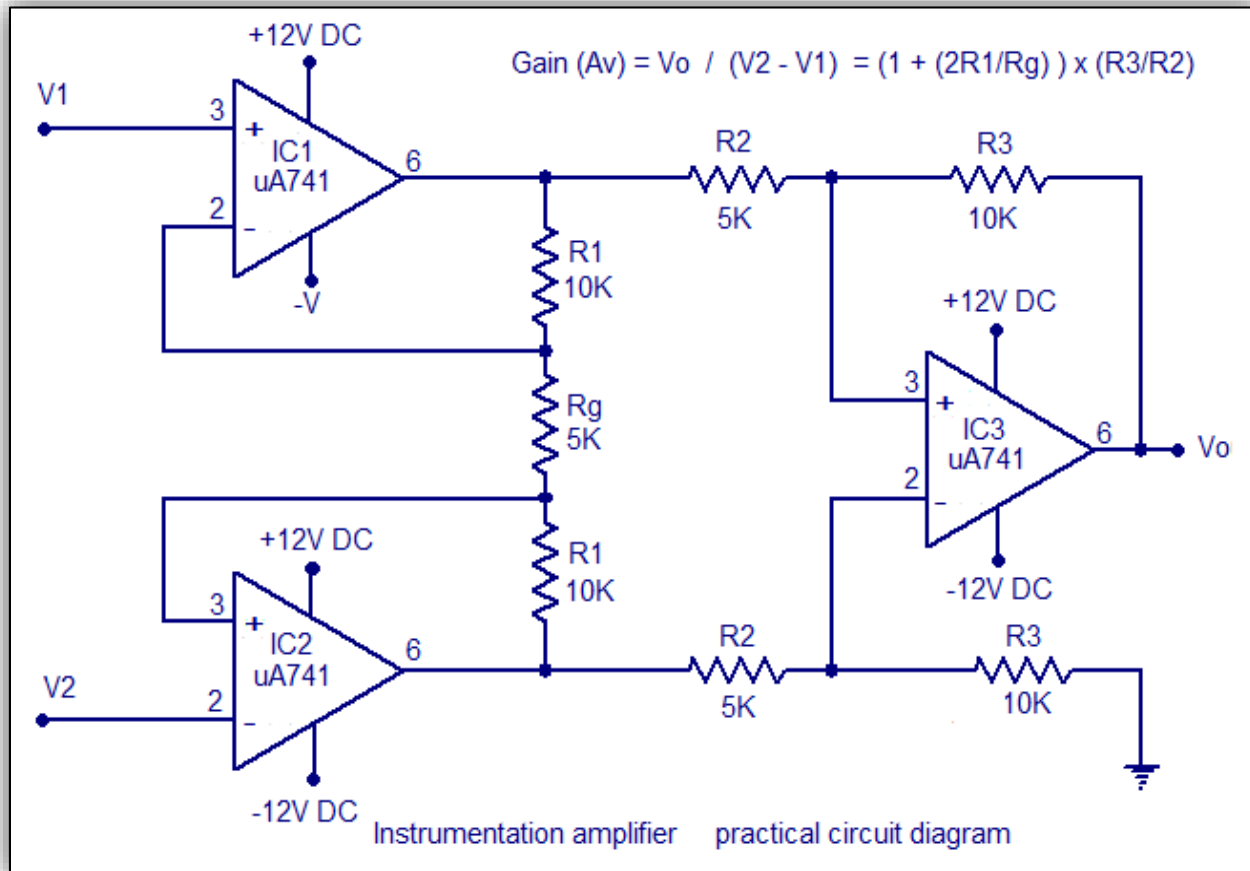 +12V DC
Gain (Av) = Vo / (V2 - V1) = (1 + (2R1/Rg) ) x (R3/R2)
V1
3
+
IC1
uA741
6
2
-
-V
R1
10K
R2
5K
R3
10K
Rg
5K
+12V DC
3
+
IC3
uA741
6
2
-
Vo
-12V DC
+12V DC
3
+
IC2
uA741
6
V2
2
-
-12V DC
R1
10K
R2
5K
R3
10K
Instrumentation amplifier practical circuit diagram